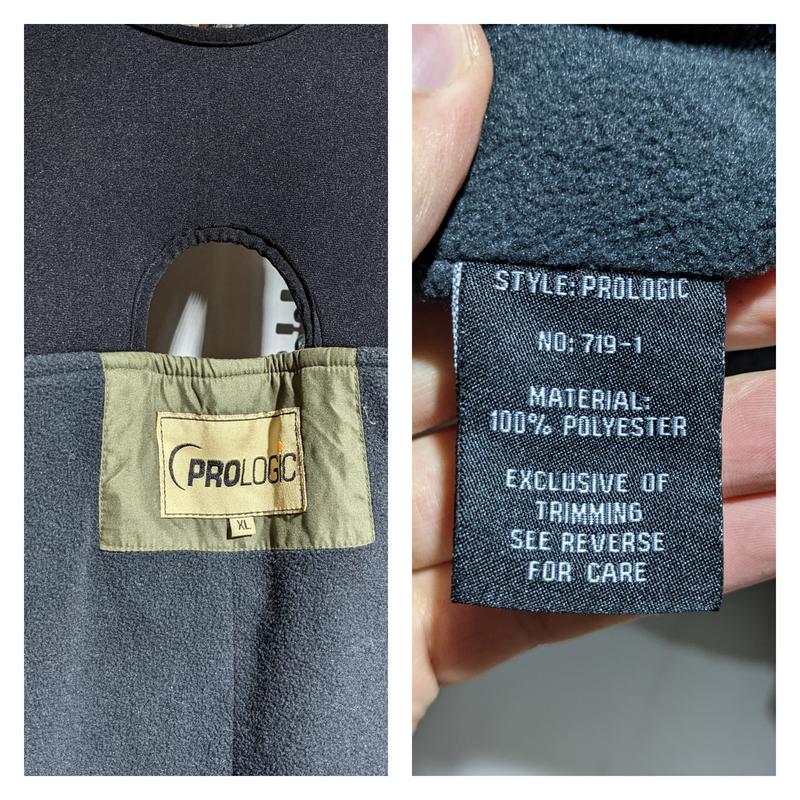 PROLOGIC
XL
STYLE: PROLOGIC
NO: 719-1
MATERIAL:
100% POLYESTER
EXCLUSIVE OF
TRIMMING
SEE REVERSE
FOR CARE